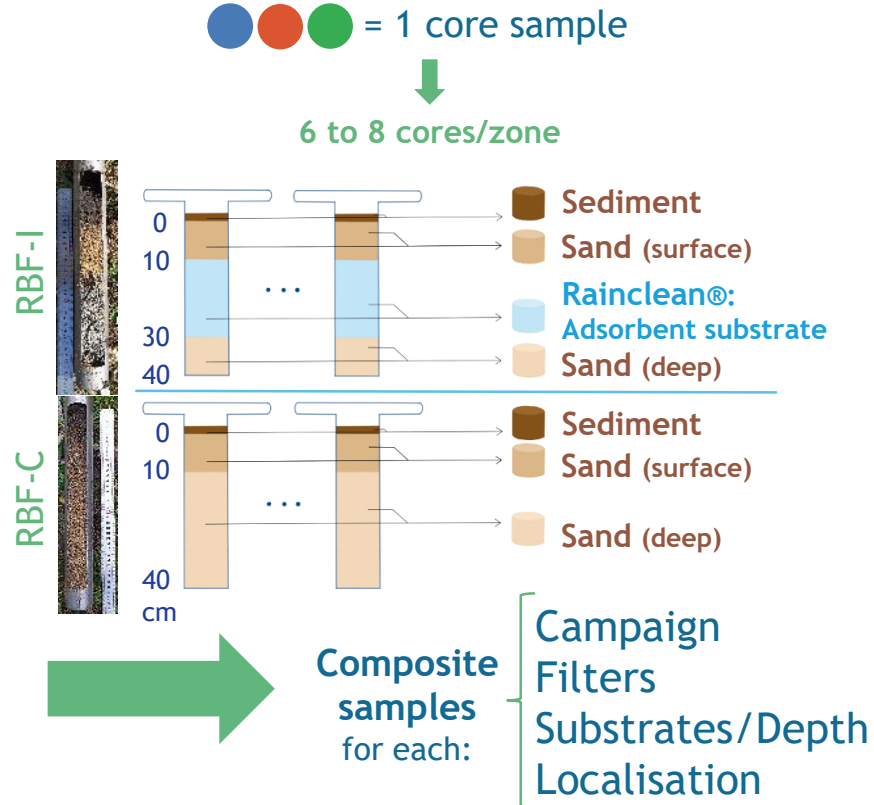 = 1 core sample
6 to 8 cores/zone
RBF-I
0
10
30
40
Sediment
Sand (surface)
Rainclean®:
Adsorbent substrate
Sand (deep)
RBF-C
0
10
40
cm
...
...
Sediment
Sand (surface)
Sand (deep)
Composite
samples
for each:
Campaign
Filters
Substrates/Depth
Localisation